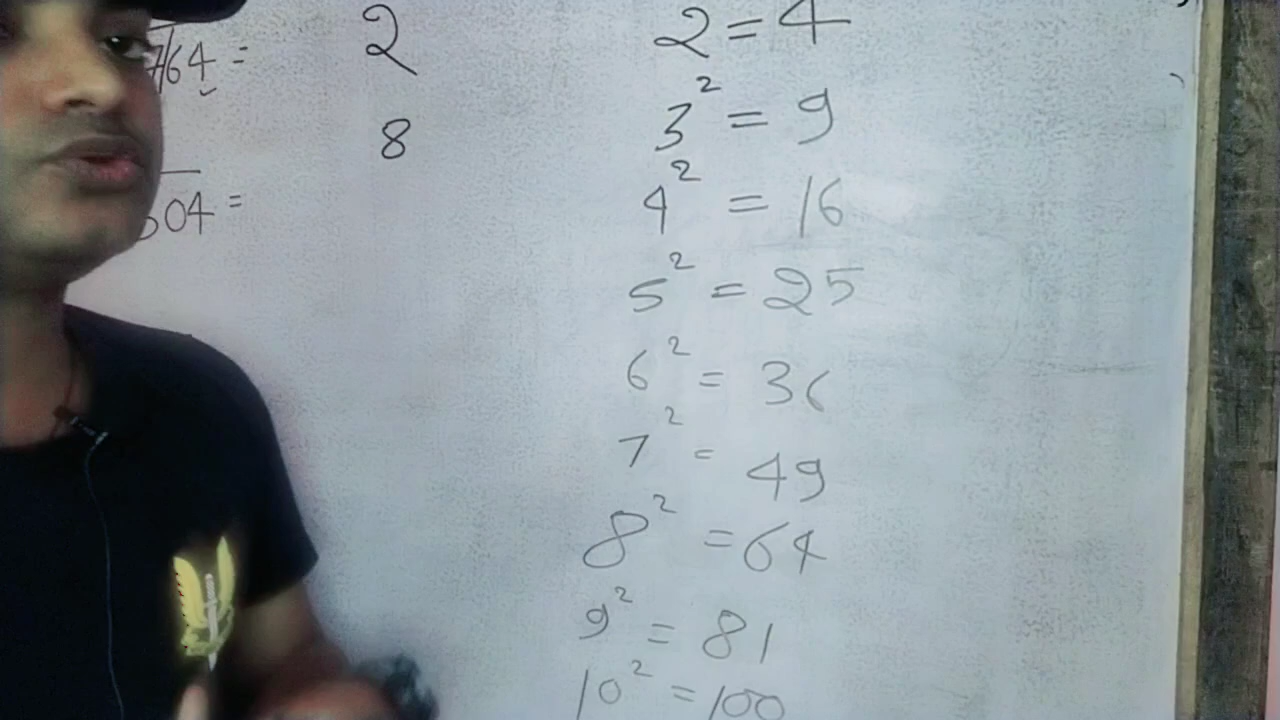 764 =
2
8
504 =
2 = 4
3² = 9
4² = 16
5² = 25
6² = 36
7² = 49
8² = 64
9² = 81
10² = 100